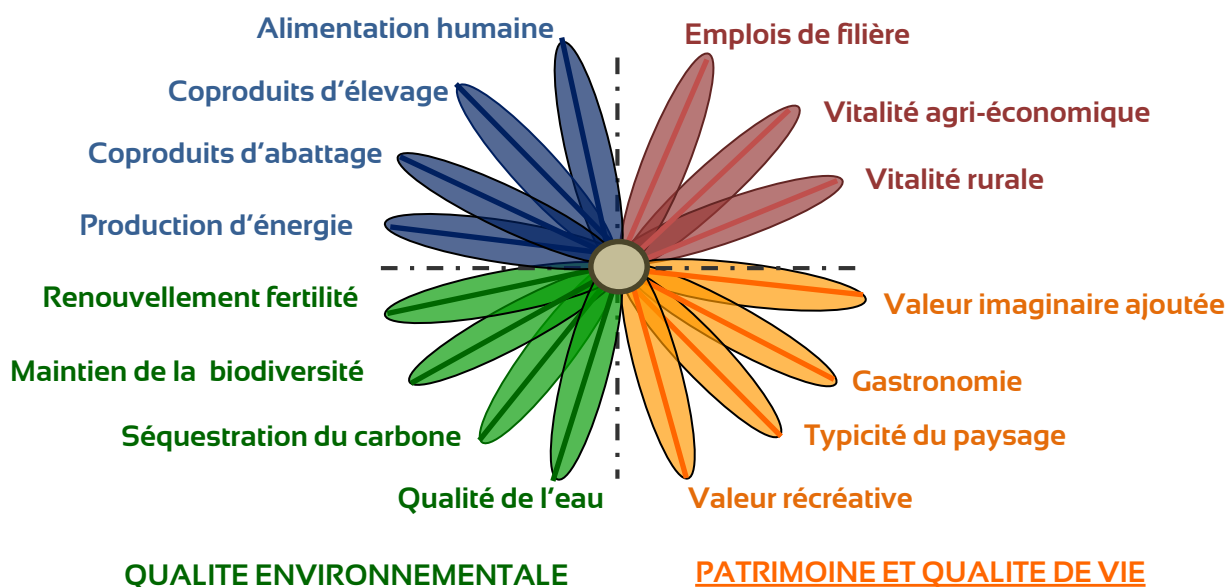 Alimentation humaine
Emplois de filière
Coproduits d'élevage
Vitalité agri-économique
Coproduits d'abattage
Vitalité rurale
Production d'énergie
Renouvellement fertilité
Valeur imaginaire ajoutée
Maintien de la  biodiversité
Gastronomie
Séquestration du carbone
Typicité du paysage
Qualité de l'eau
Valeur récréative
QUALITE ENVIRONNEMENTALE
PATRIMOINE ET QUALITE DE VIE